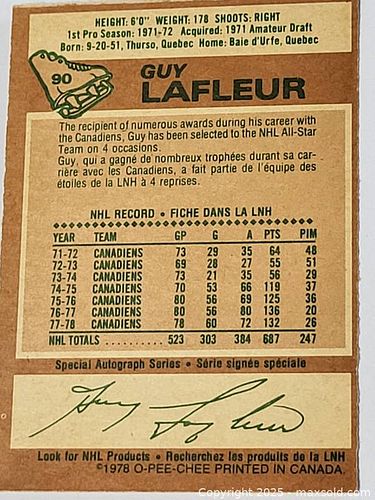 HEIGHT: 6'0" WEIGHT: 178 SHOOTS: RIGHT
1st Pro Season: 1971-72 Acquired: 1971 Amateur Draft
Born: 9-20-51, Thurso, Quebec Home: Baie d'Urfe, Quebec
90
GUY
LAFLEUR
The recipient of numerous awards during his career with
the Canadiens, Guy has been selected to the NHL All-Star
Team on 4 occasions.
Guy, qui a gagné de nombreux trophées durant sa car-
rière avec les Canadiens, a fait partie de l'équipe des
étoiles de la LNH à 4 reprises.
NHL RECORD • FICHE DANS LA LNH
YEAR TEAM GP G A PTS PIM
71-72 CANADIENS 73 29 35 64 48
72-73 CANADIENS 69 28 27 55 51
73-74 CANADIENS 73 21 35 56 29
74-75 CANADIENS 70 53 66 119 37
75-76 CANADIENS 80 56 69 125 36
76-77 CANADIENS 80 56 80 136 20
77-78 CANADIENS 78 60 72 132 26
NHL TOTALS .......... 523 303 384 687 247
Special Autograph Series • Série signée spéciale
Guy Lafleur
Look for NHL Products • Recherchez les produits de la LNH
©1978 O-PEE-CHEE PRINTED IN CANADA.
Copyright 2025 - maxsold.com